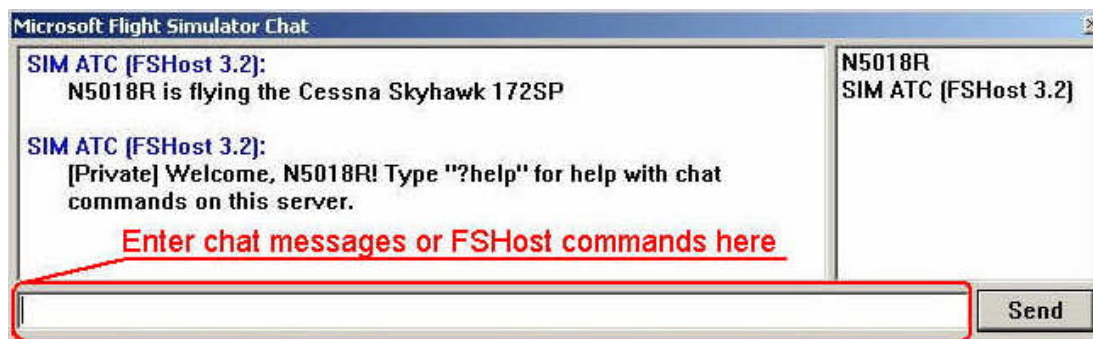 Microsoft Flight Simulator Chat
SIM ATC (FSHost 3.2):
N5018R is flying the Cessna Skyhawk 172SP
SIM ATC (FSHost 3.2):
[Private] Welcome, N5018R! Type "?help" for help with chat
commands on this server.
Enter chat messages or FSHost commands here
N5018R
SIM ATC (FSHost 3.2)
Send